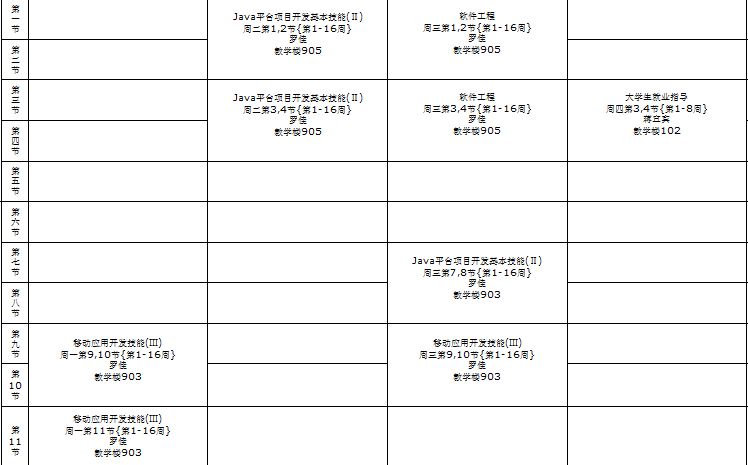 第一节
Java平台项目开发基本技能(Ⅱ)
周二第1,2节{第1-16周}
罗佳
教学楼905
软件工程
周三第1,2节{第1-16周}
罗佳
教学楼905
第二节
第三节
Java平台项目开发基本技能(Ⅱ)
周二第3,4节{第1-16周}
罗佳
教学楼905
软件工程
周三第3,4节{第1-16周}
罗佳
教学楼905
大学生就业指导
周四第3,4节{第1-8周}
蒋宜宾
教学楼102
第四节
第五节
第六节
第七节
Java平台项目开发基本技能(Ⅱ)
周三第7,8节{第1-16周}
罗佳
教学楼903
第八节
第九节
移动应用开发技能(Ⅲ)
周一第9,10节{第1-16周}
罗佳
教学楼903
移动应用开发技能(Ⅲ)
周三第9,10节{第1-16周}
罗佳
教学楼903
第10节
第11节
移动应用开发技能(Ⅲ)
周一第11节{第1-16周}
罗佳
教学楼903